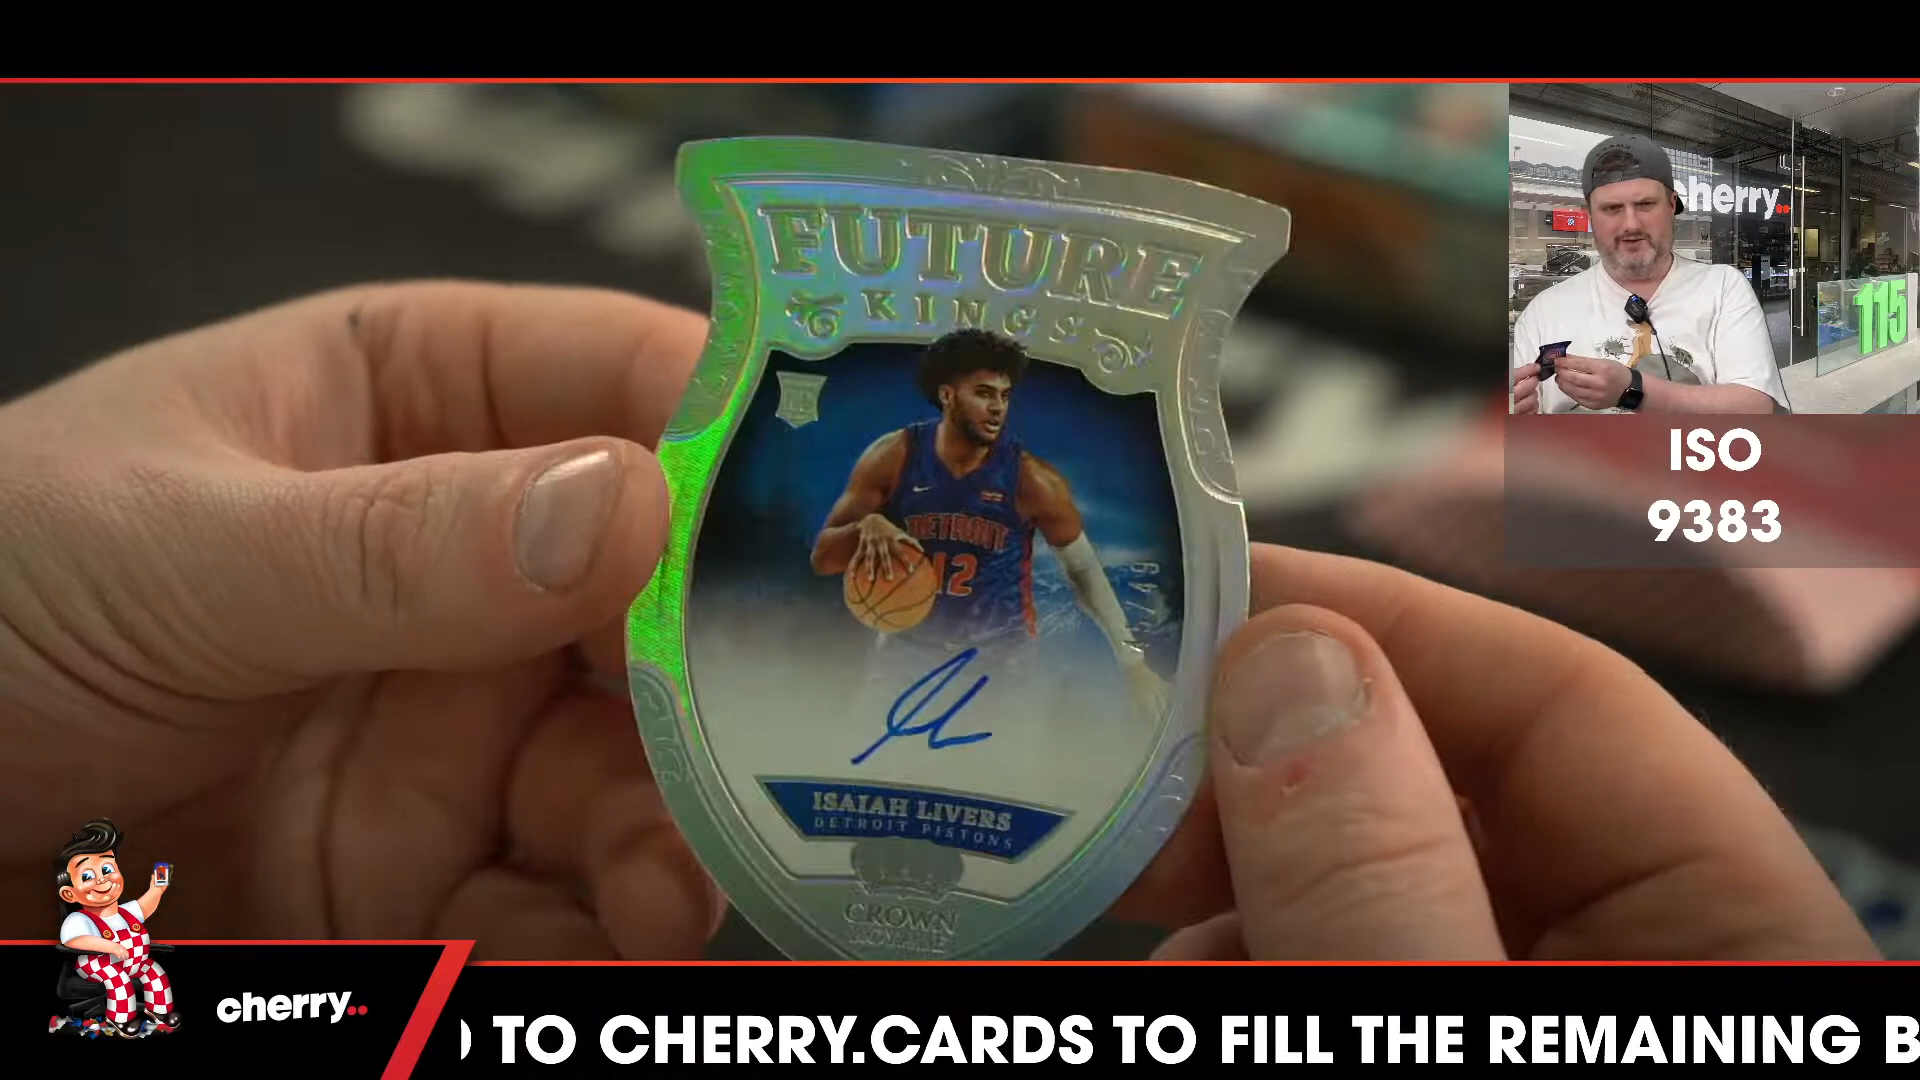 FUTURE
KINGS
DETROIT
12
ISAIAH LIVERS
DETROIT PISTONS
CROWN
ROYALE
cherry..
115
ISO
9383
cherry..
TO CHERRY.CARDS TO FILL THE REMAINING B